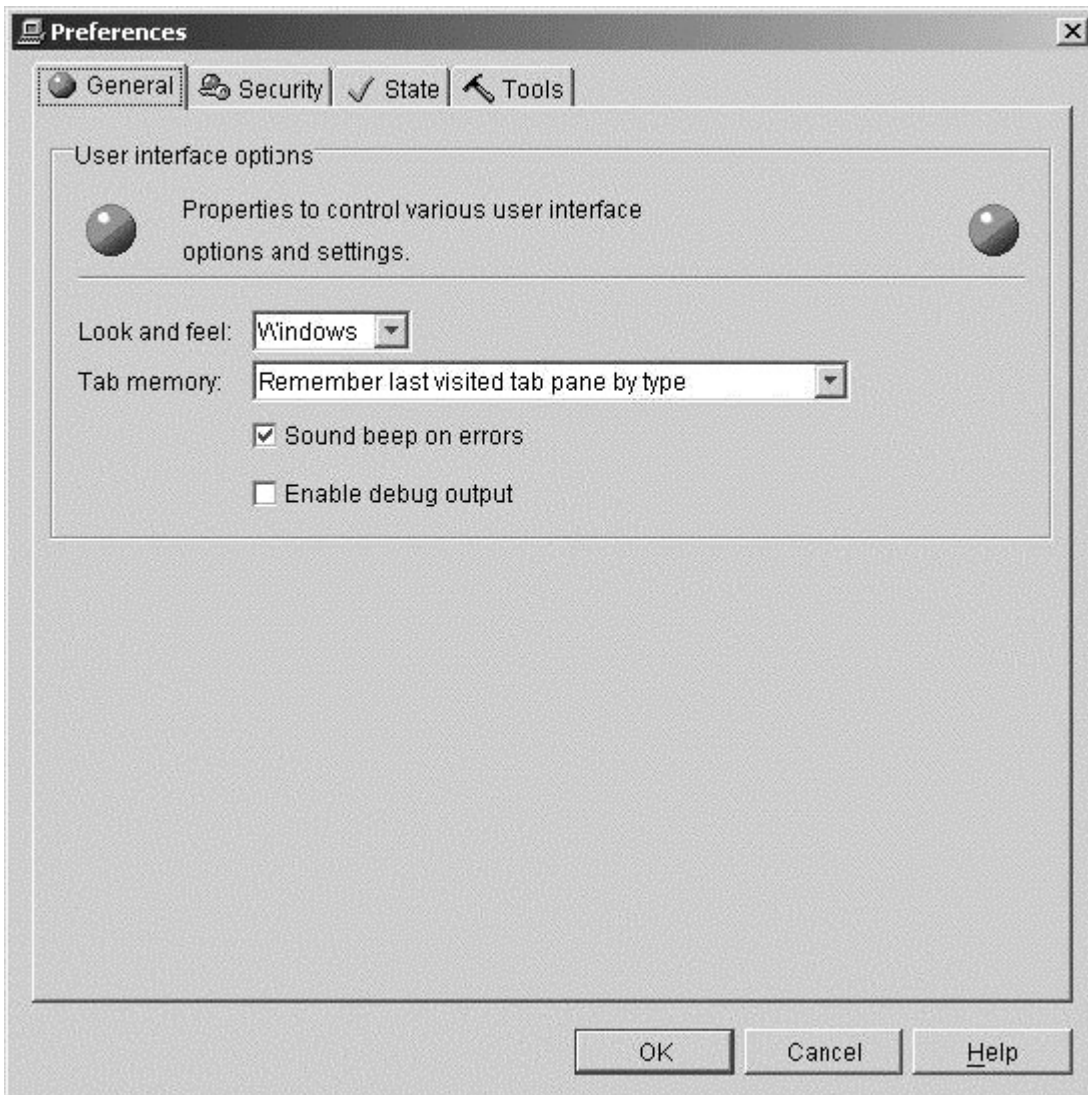 Preferences
General Security State Tools
User interface options
Properties to control various user interface
options and settings.
Look and feel: Windows
Tab memory: Remember last visited tab pane by type
Sound beep on errors
Enable debug output
OK Cancel Help